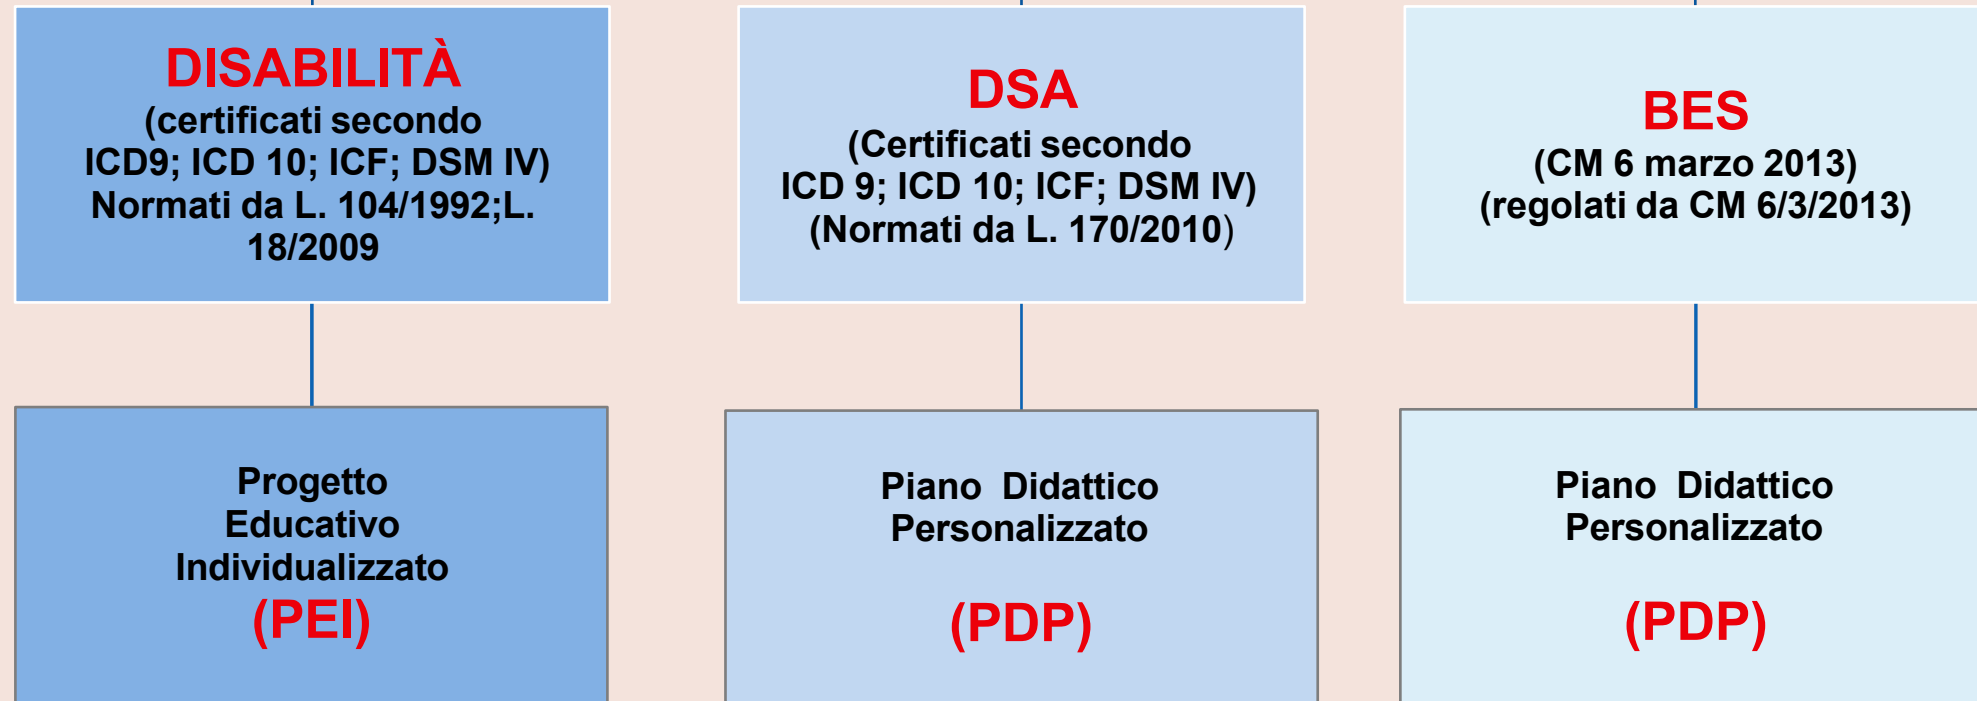 DISABILITÀ
(certificati secondo
ICD9; ICD 10; ICF; DSM IV)
Normati da L. 104/1992;L.
18/2009
DSA
(Certificati secondo
ICD 9; ICD 10; ICF; DSM IV)
(Normati da L. 170/2010)
BES
(CM 6 marzo 2013)
(regolati da CM 6/3/2013)
Progetto
Educativo
Individualizzato
(PEI)
Piano Didattico
Personalizzato
(PDP)
Piano Didattico
Personalizzato
(PDP)